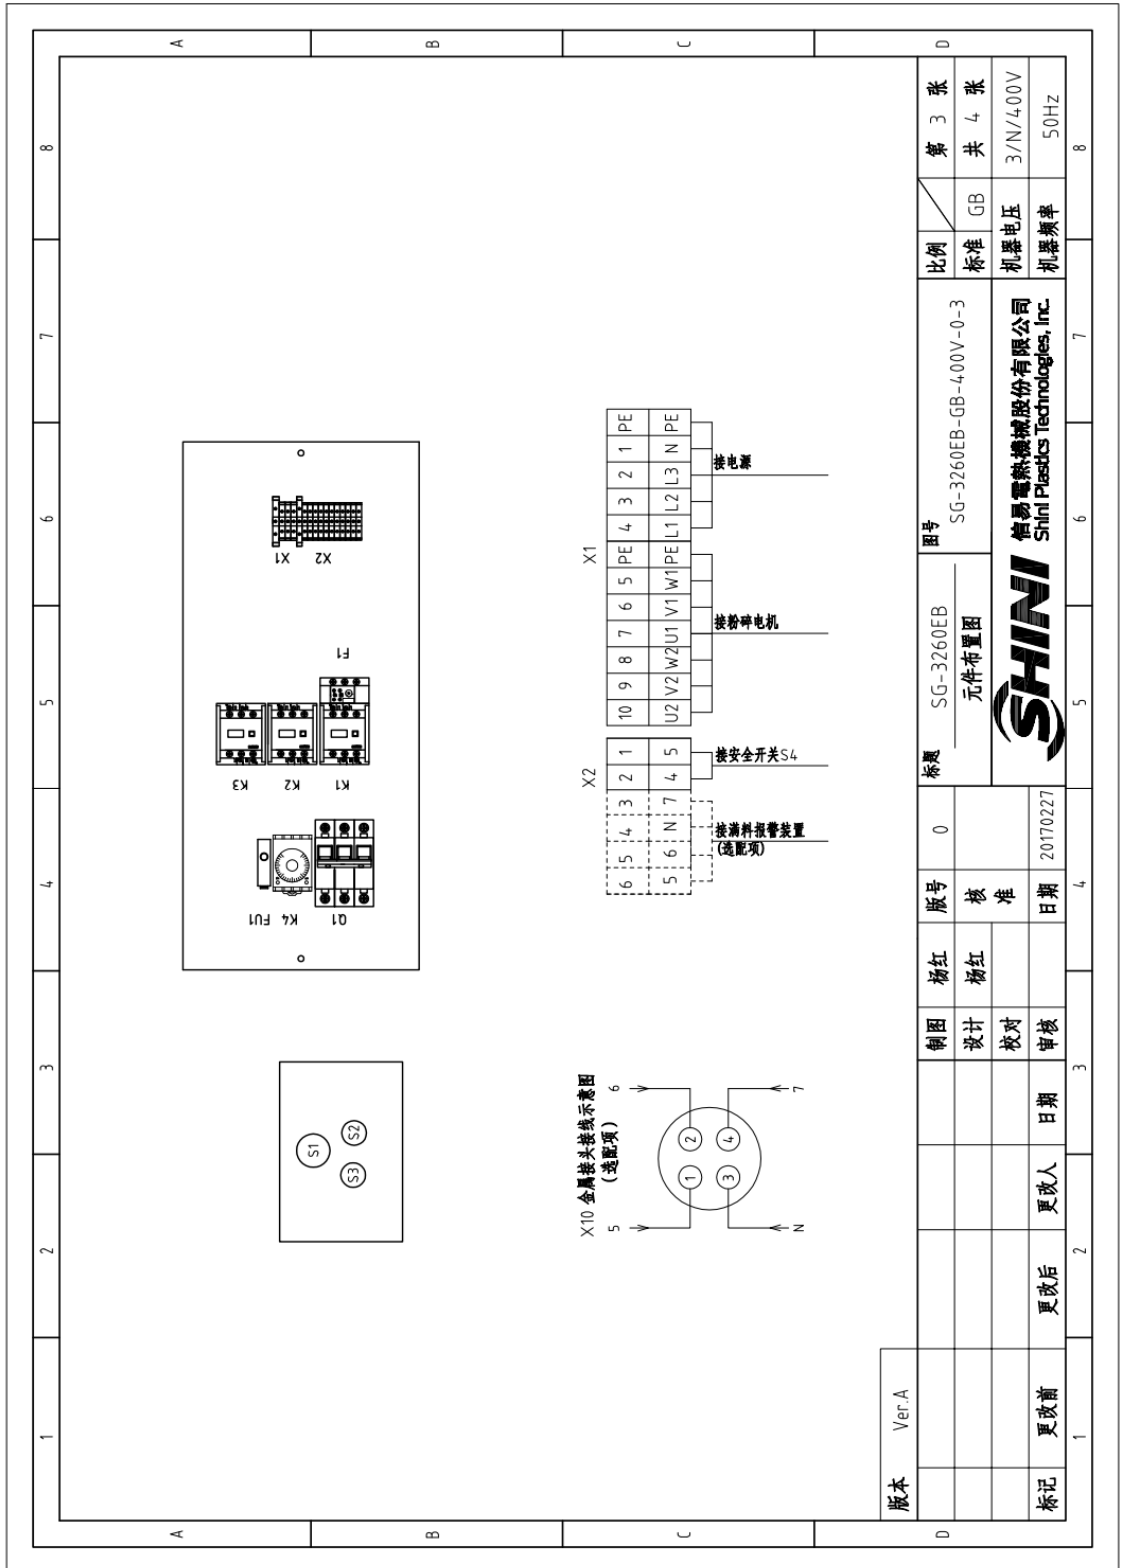 1 2 3 4 5 6 7 8
A
B
C
D
A
B
C
D
S1
S3 S2
FU1
K4
Q1
K3
K2
K1
F1
X1
X2
X10 金属接头接线示意图
(选配项)
5 6
1 2
3 4
N 7
X2
6 5 4 3 2 1
5 6 N 7 4 5
接满料报警装置
(选配项)
接安全开关S4
X1
10 9 8 7 6 5 PE 4 3 2 1 PE
U2 V2 W2 U1 V1 W1 PE L1 L2 L3 N PE
接粉碎电机
接电源
版本 Ver.A
标记 更改前 更改后 更改人 日期
制图 杨红
设计 杨红
校对
审核
版号 0
核准
日期 20170227
标题 SG-3260EB
元件布置图
图号
SG-3260EB-GB-400V-0-3
SHINI
信易電熱機械股份有限公司
Shini Plastics Technologies, Inc.
比例 第 3 张
标准 GB 共 4 张
机器电压 3/N/400V
机器频率 50Hz
1 2 3 4 5 6 7 8